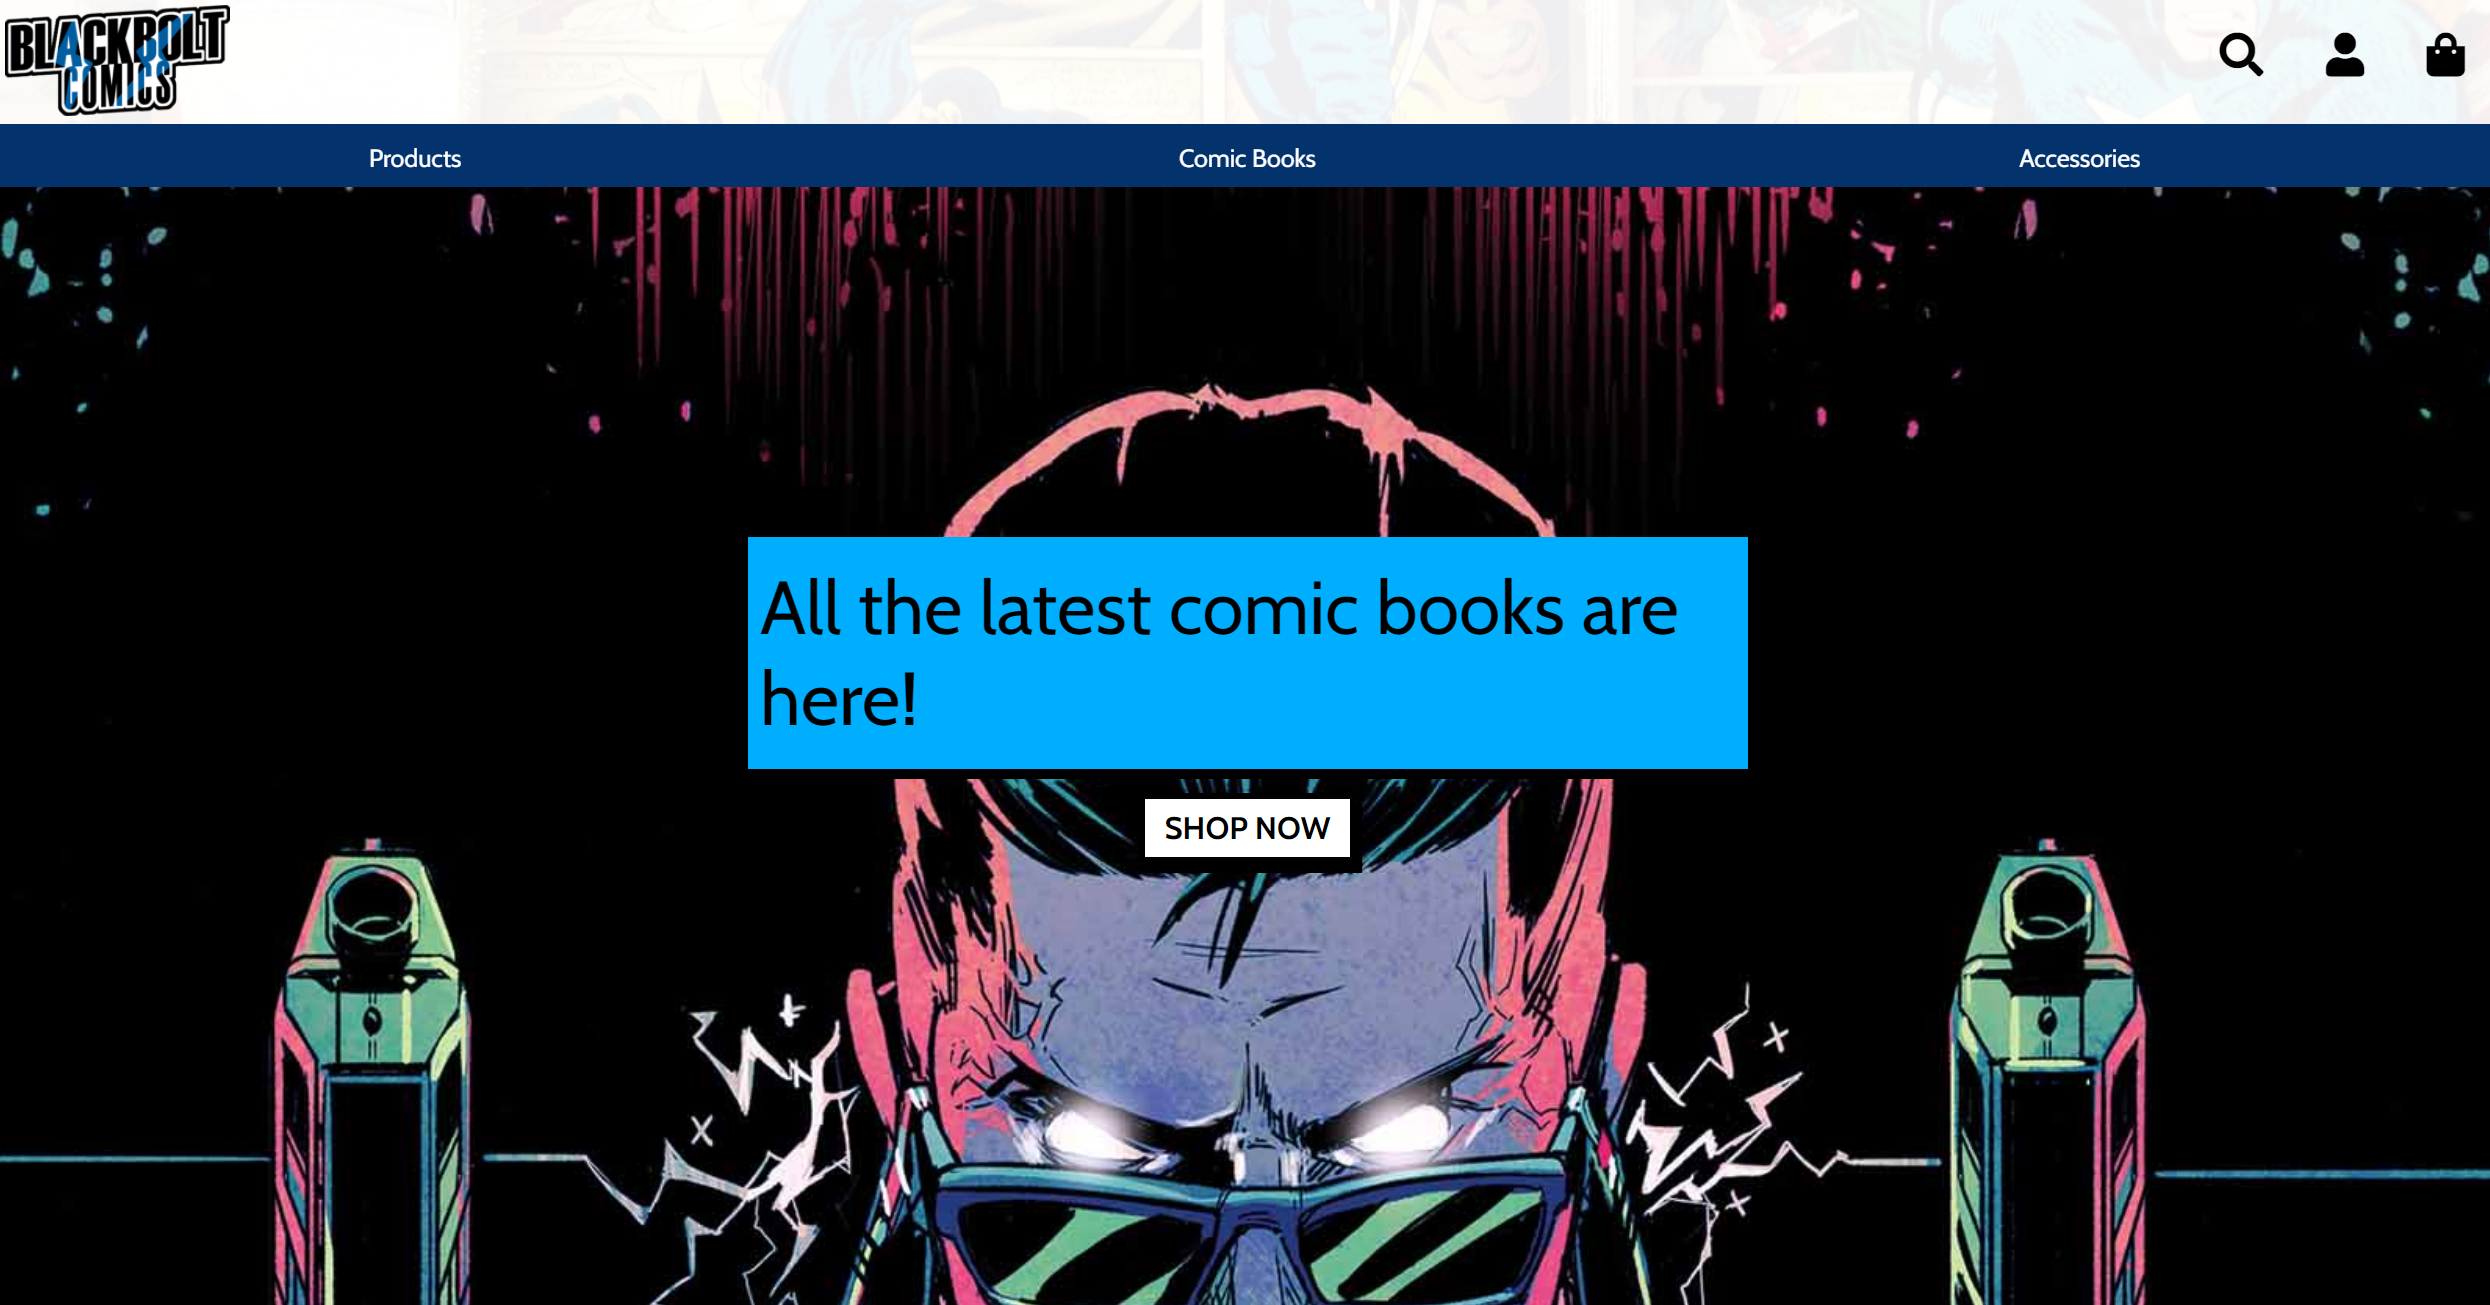 BLACKBOLT
COMICS
Products
Comic Books
Accessories
All the latest comic books are
here!
SHOP NOW